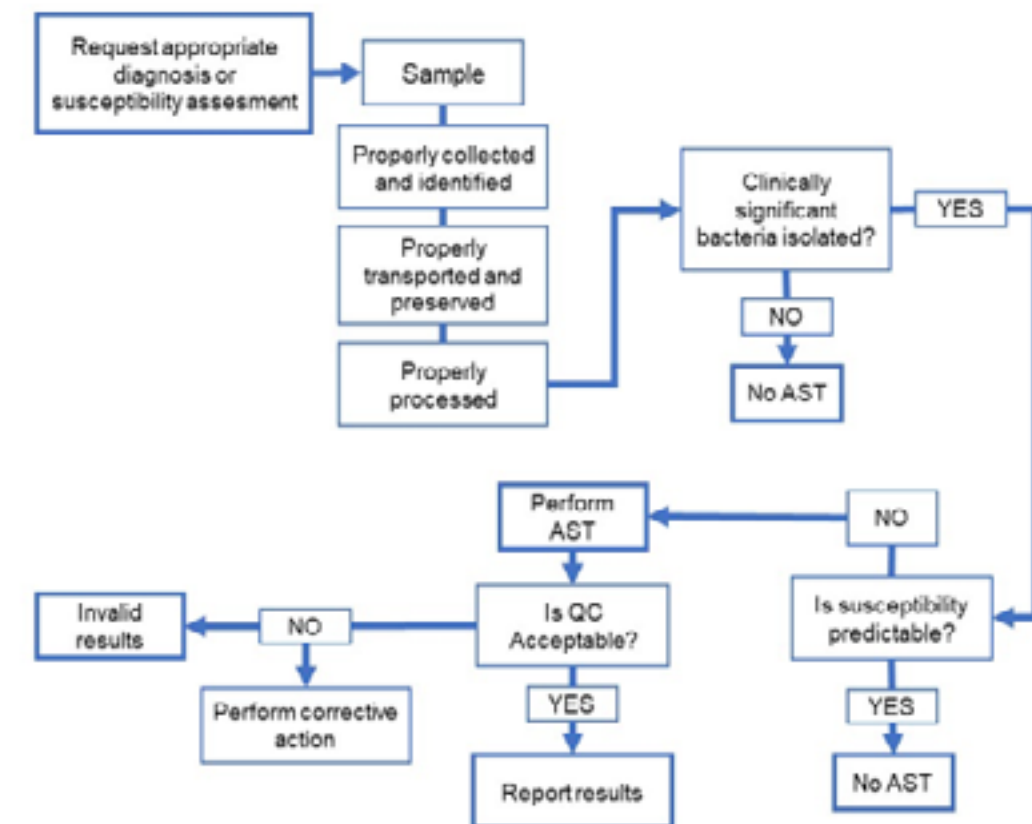 Request appropriate
diagnosis or
susceptibility assesment
Sample
Properly collected
and identified
Properly
transported and
preserved
Properly
processed
Clinically
significant
bacteria isolated?
YES
NO
No AST
Is susceptibility
predictable?
NO
YES
No AST
Perform
AST
Is QC
Acceptable?
NO
Invalid
results
Perform corrective
action
YES
Report results